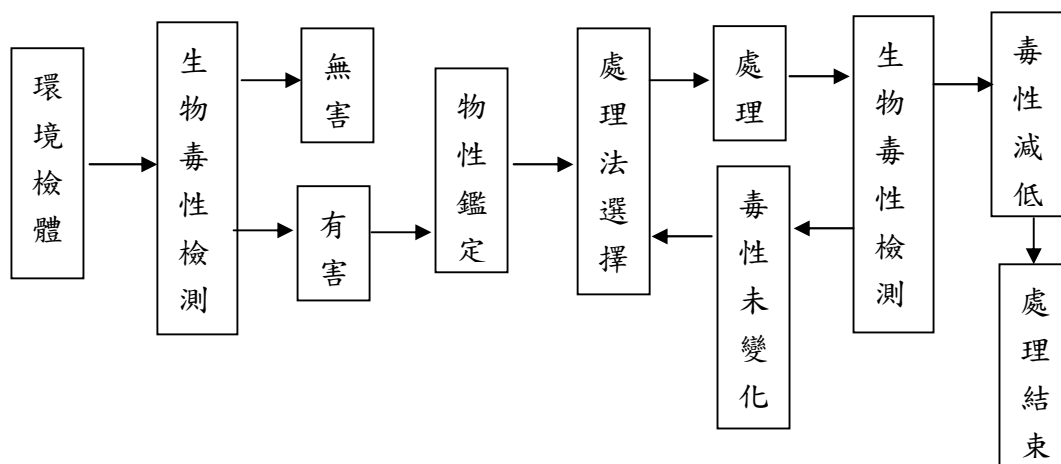 環境檢體
生物毒性檢測
無害
有害
物性鑑定
處理法選擇
處理
毒性未變化
生物毒性檢測
毒性減低
處理結束